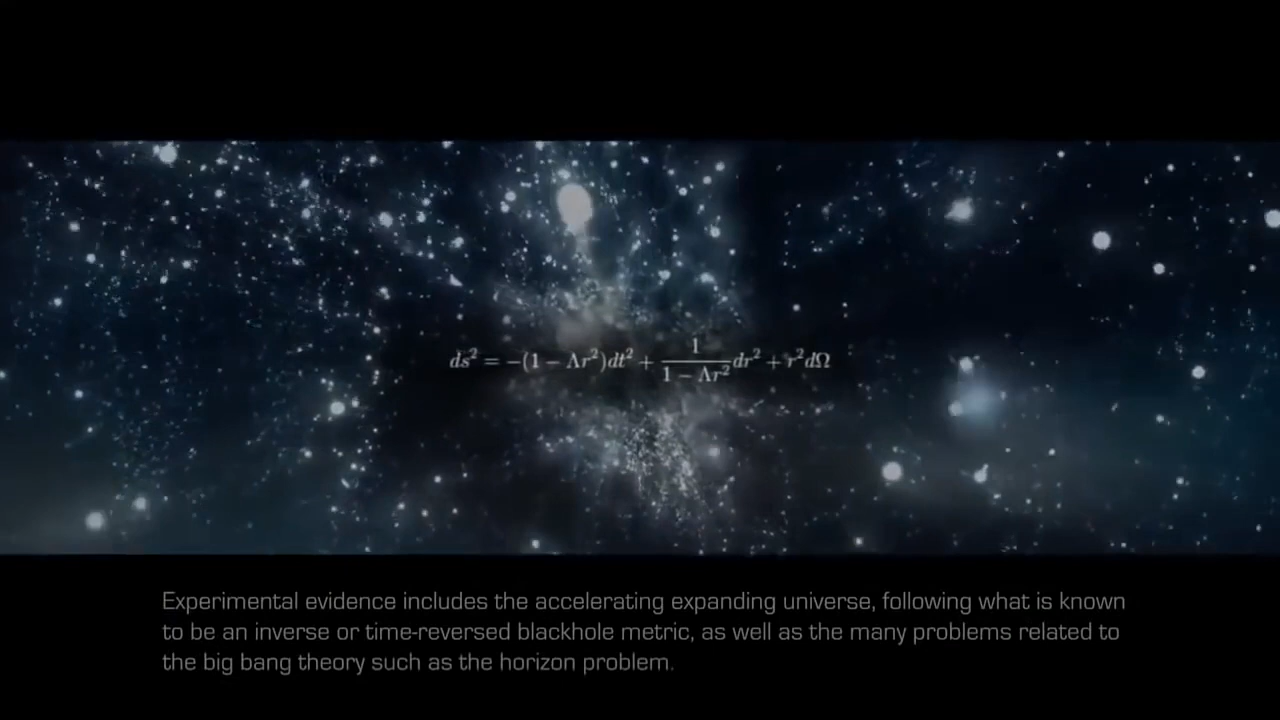 ds² = −(1 − Λr²)dt² + 1/(1 − Λr²) dr² + r²dΩ
Experimental evidence includes the accelerating expanding universe, following what is known
to be an inverse or time-reversed blackhole metric, as well as the many problems related to
the big bang theory such as the horizon problem.